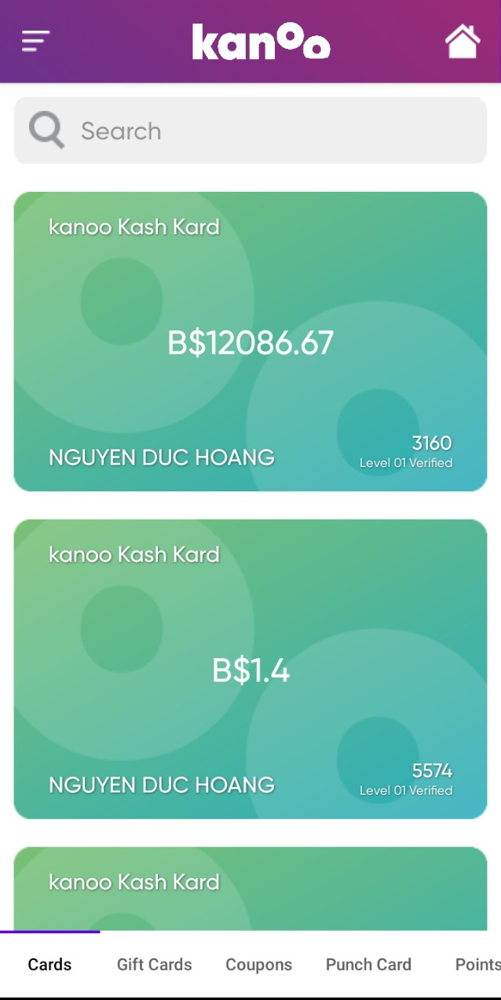 kanoo
Search
kanoo Kash Kard
B$12086.67
NGUYEN DUC HOANG
3160
Level 01 Verified
kanoo Kash Kard
B$1.4
NGUYEN DUC HOANG
5574
Level 01 Verified
kanoo Kash Kard
Cards Gift Cards Coupons Punch Card Points